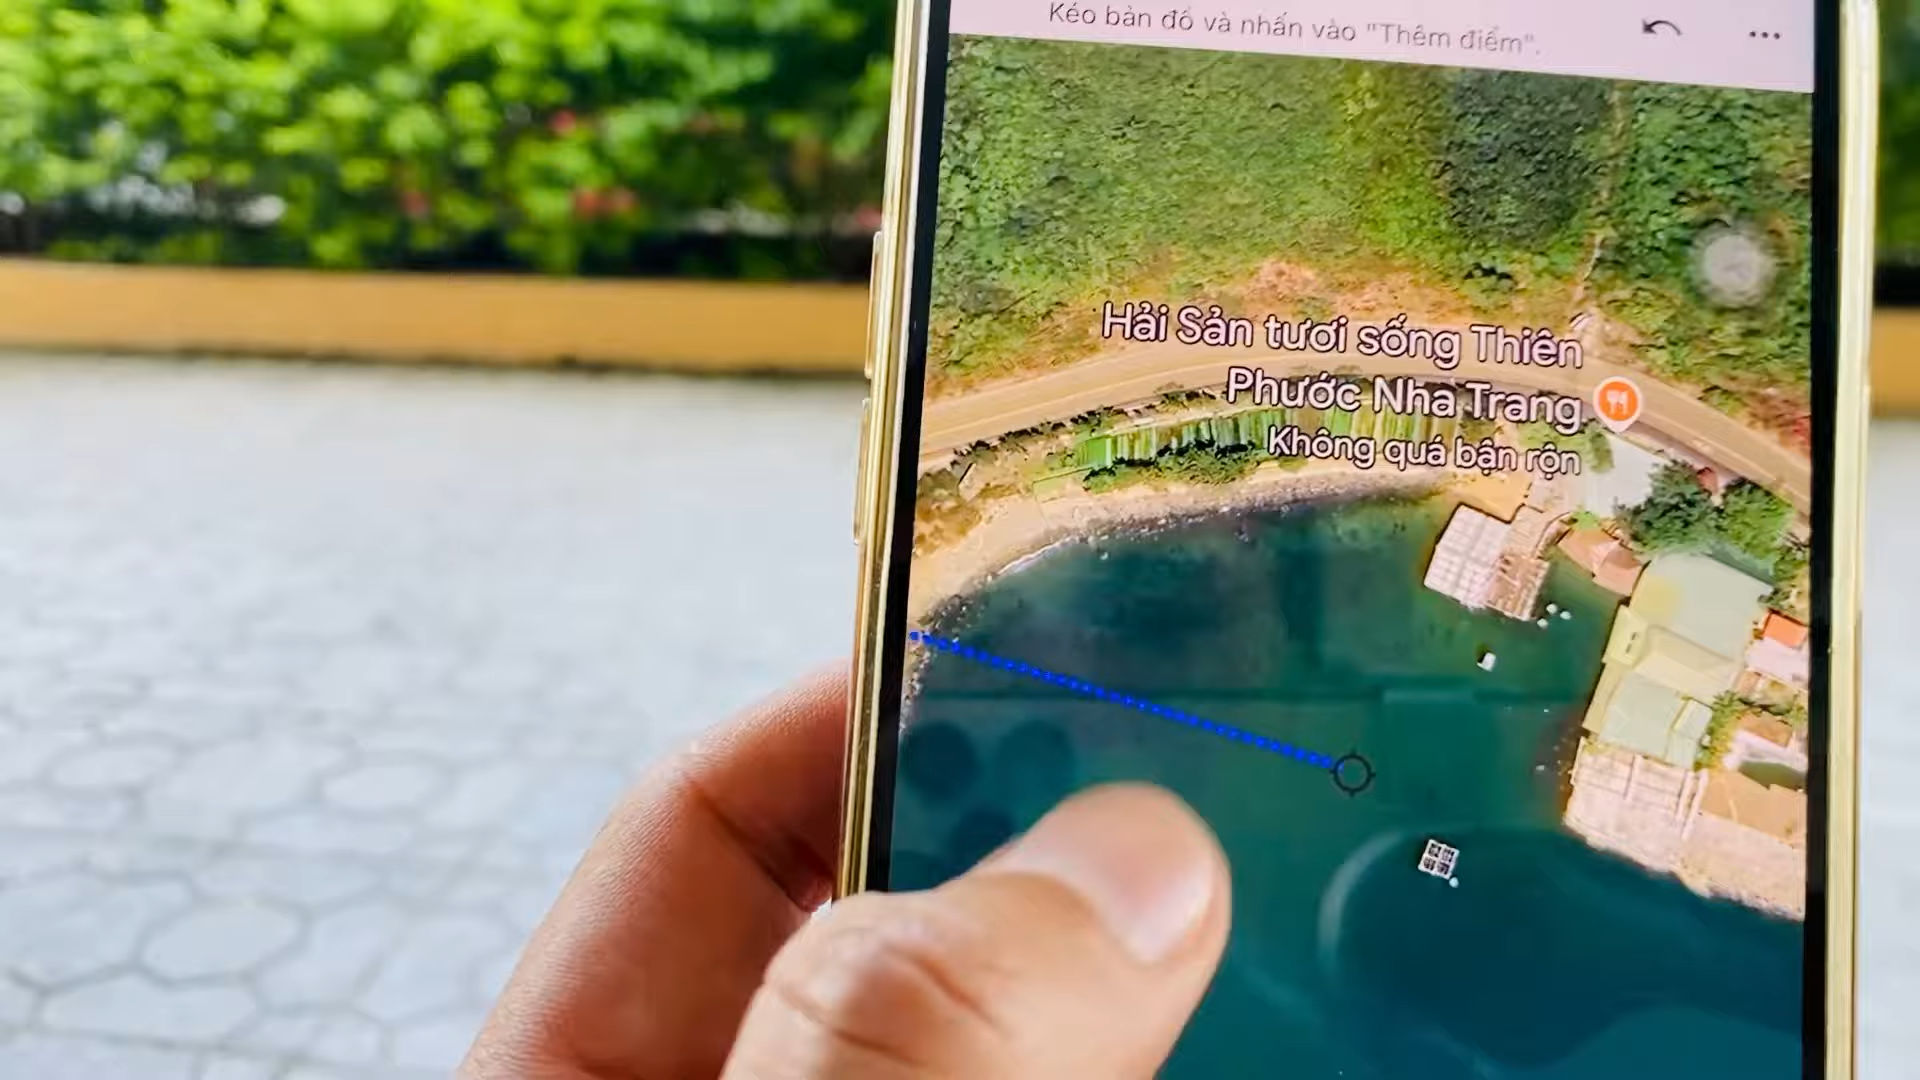 Kéo bản đồ và nhấn vào "Thêm điểm".
Hải Sản tươi sống Thiên
Phước Nha Trang
Không quá bận rộn